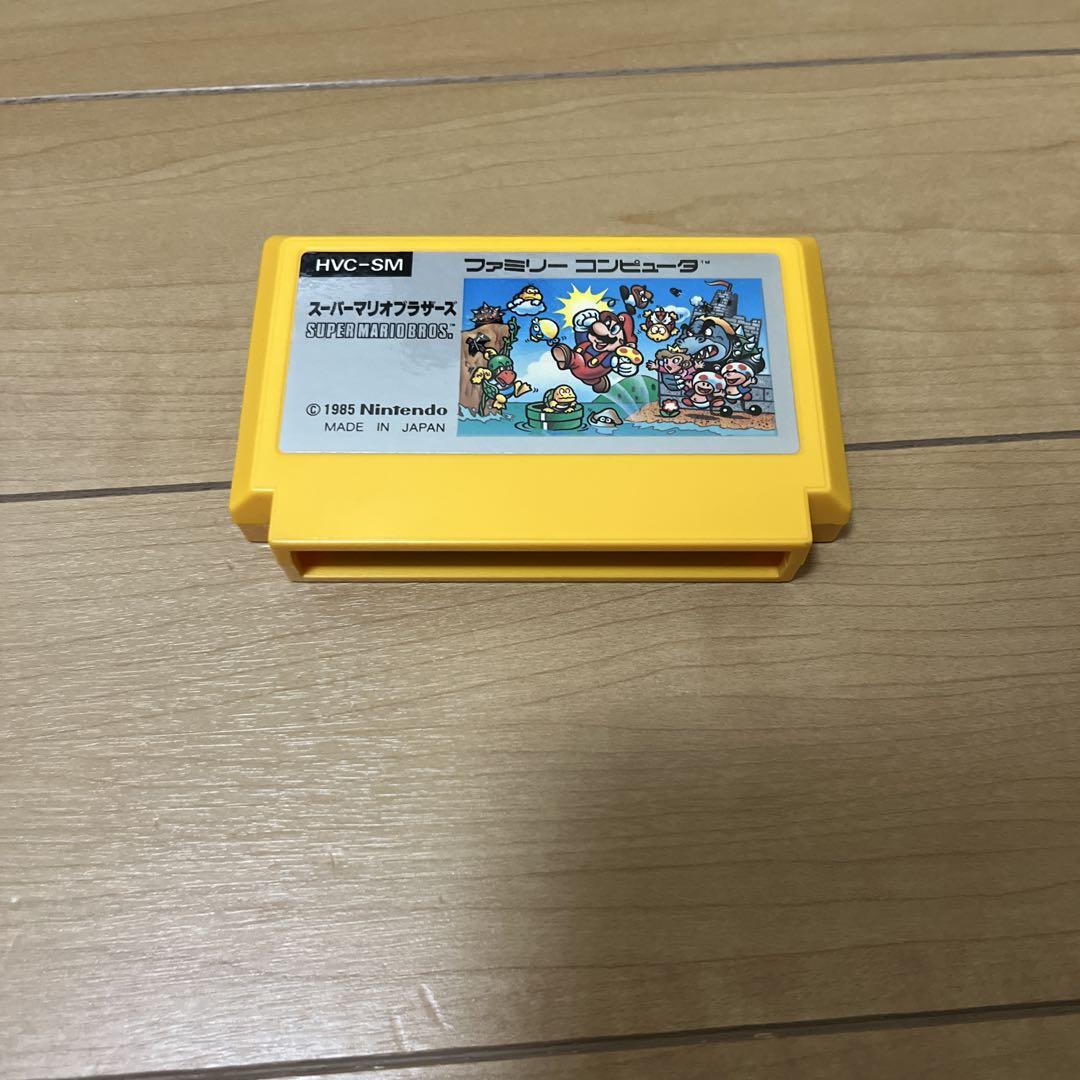 HVC-SM
ファミリー コンピュータ™
スーパーマリオブラザーズ
SUPER MARIO BROS.™
© 1985 Nintendo
MADE IN JAPAN